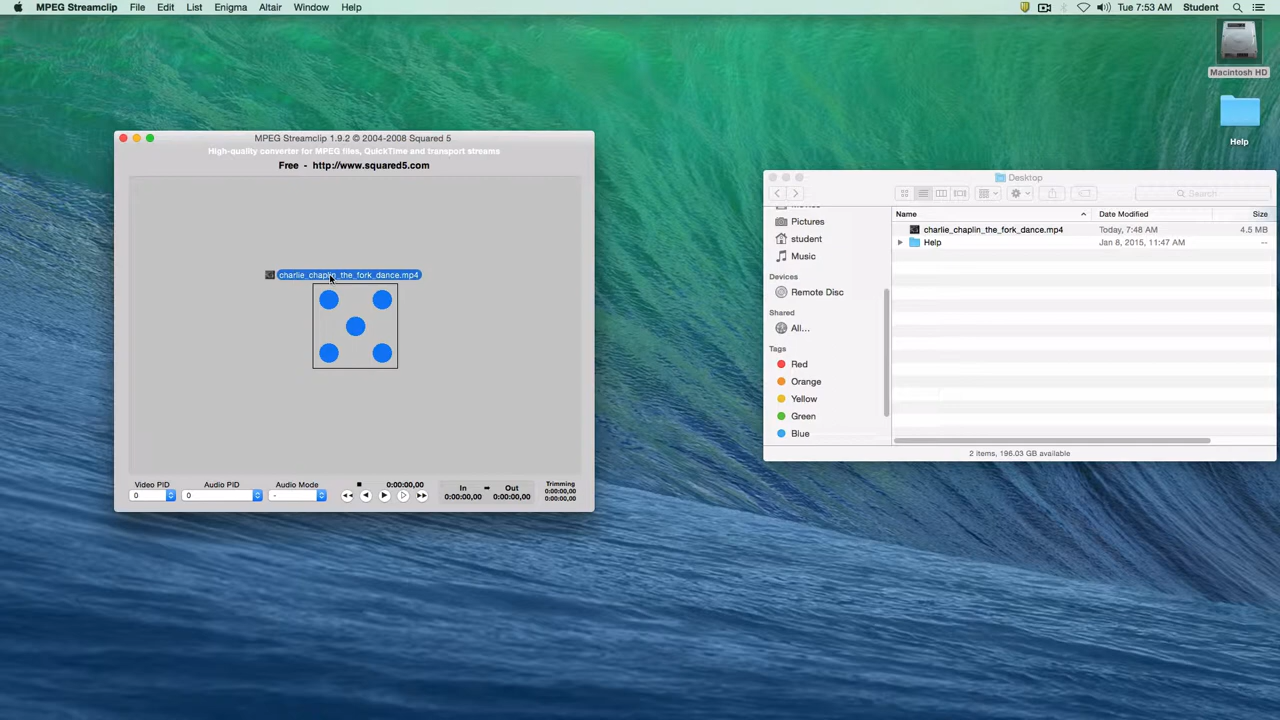 MPEG Streamclip File Edit List Enigma Altair Window Help
Tue 7:53 AM Student
Macintosh HD
Help
MPEG Streamclip 1.9.2 © 2004-2008 Squared 5
High-quality converter for MPEG files, QuickTime and transport streams
Free - http://www.squared5.com
charlie_chaplin_the_fork_dance.mp4
Video PID Audio PID Audio Mode 0:00:00,00
0 0 -
In Out
0:00:00,00 0:00:00,00
Trimming
0:00:00,00
0:00:00,00
Desktop
Search
Name Date Modified Size
charlie_chaplin_the_fork_dance.mp4 Today, 7:48 AM 4.5 MB
Help Jan 8, 2015, 11:47 AM --
Pictures
student
Music
Devices
Remote Disc
Shared
All...
Tags
Red
Orange
Yellow
Green
Blue
2 items, 196.03 GB available